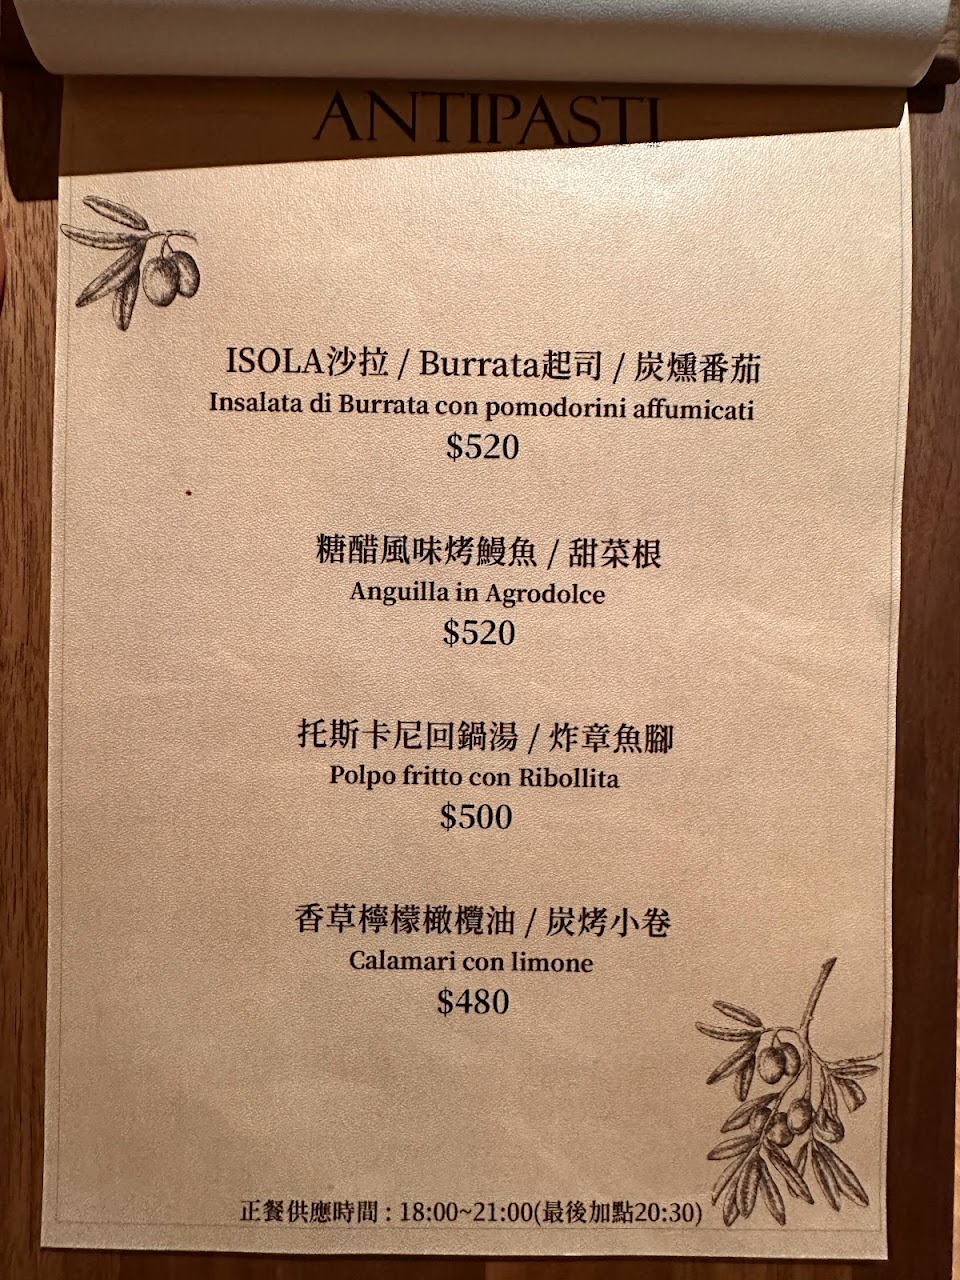 ANTIPASTI
ISOLA沙拉 / Burrata起司 / 炭燻番茄
Insalata di Burrata con pomodorini affumicati
$520
糖醋風味烤鰻魚 / 甜菜根
Anguilla in Agrodolce
$520
托斯卡尼回鍋湯 / 炸章魚腳
Polpo fritto con Ribollita
$500
香草檸檬橄欖油 / 炭烤小卷
Calamari con limone
$480
正餐供應時間 : 18:00~21:00(最後加點20:30)